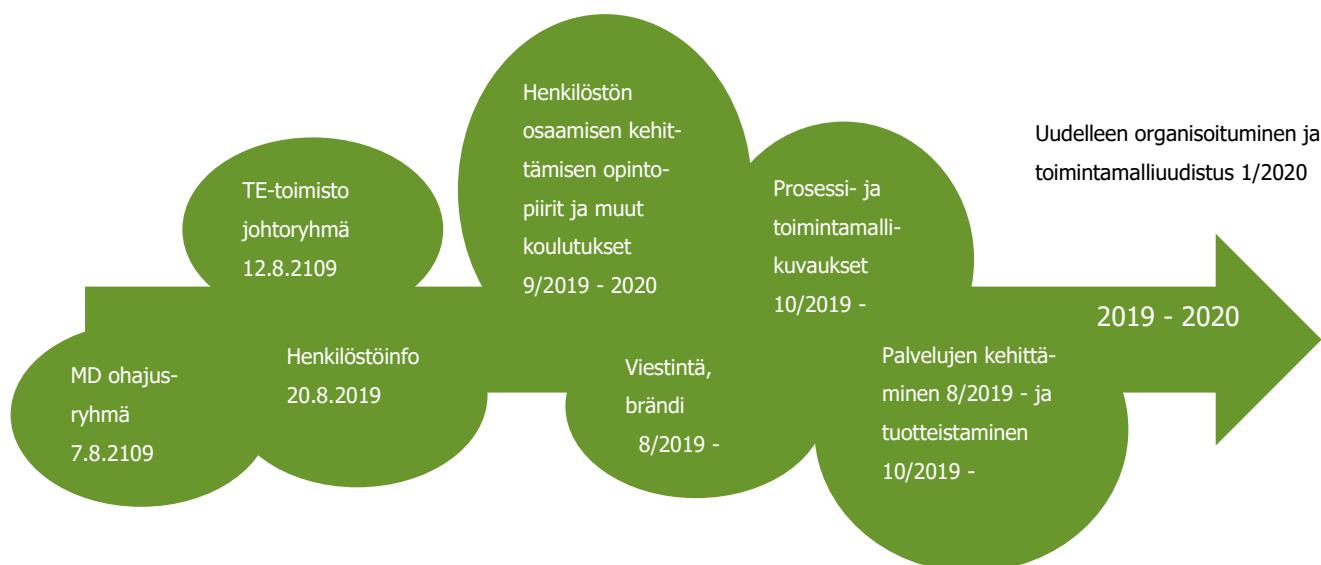 MD ohajus-
ryhmä
7.8.2109
TE-toimisto
johtoryhmä
12.8.2109
Henkilöstöinfo
20.8.2019
Henkilöstön
osaamisen kehit-
tämisen opinto-
piirit ja muut
koulutukset
9/2019 - 2020
Viestintä,
brändi
8/2019 -
Prosessi- ja
toimintamalli-
kuvaukset
10/2019 -
Palvelujen kehittä-
minen 8/2019 - ja
tuotteistaminen
10/2019 -
Uudelleen organisoituminen ja
toimintamalliuudistus 1/2020
2019 - 2020